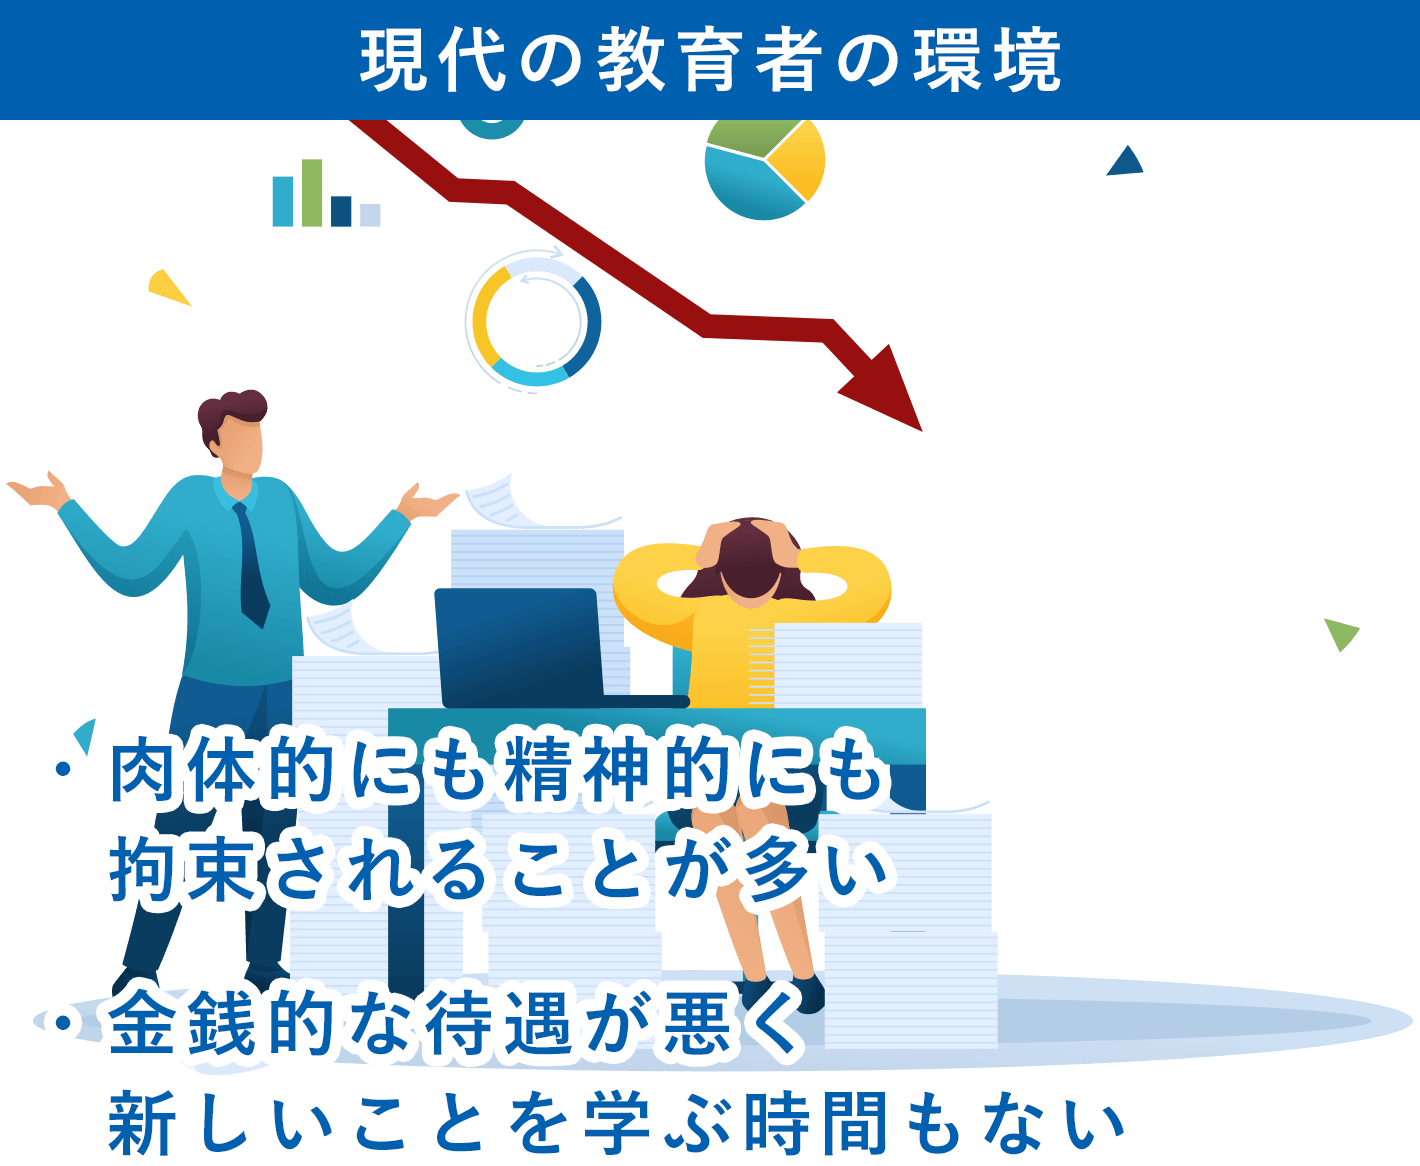 現代の教育者の環境
・肉体的にも精神的にも
拘束されることが多い
・金銭的な待遇が悪く
新しいことを学ぶ時間もない